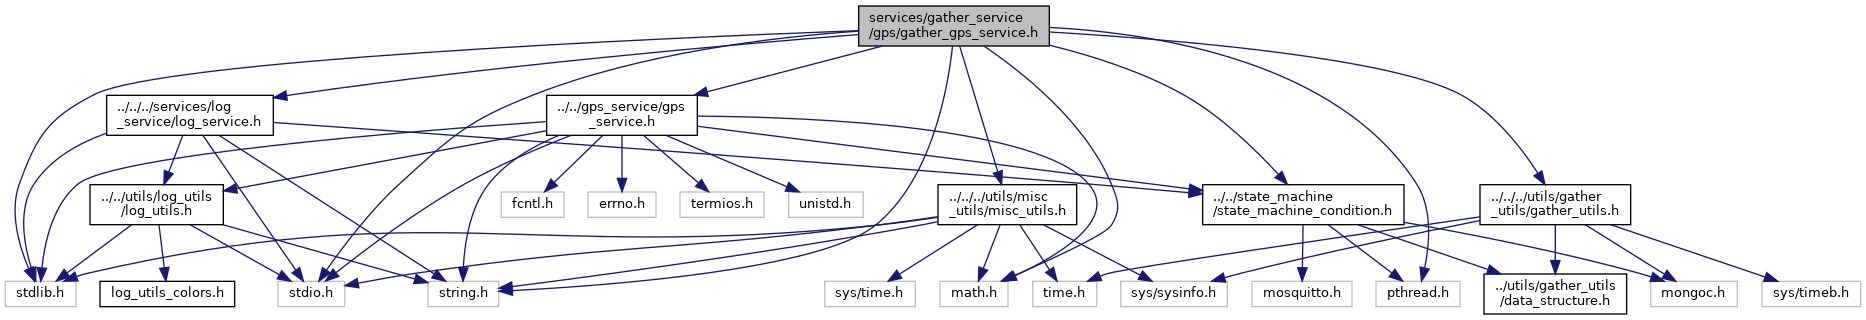 services/gather_service
/gps/gather_gps_service.h
../../../services/log
_service/log_service.h
../../gps_service/gps
_service.h
../../utils/log_utils
/log_utils.h
fcntl.h
errno.h
termios.h
unistd.h
../../../utils/misc
_utils/misc_utils.h
../../state_machine
/state_machine_condition.h
../../../utils/gather
_utils/gather_utils.h
stdlib.h
log_utils_colors.h
stdio.h
string.h
sys/time.h
math.h
time.h
sys/sysinfo.h
mosquitto.h
pthread.h
../utils/gather_utils
/data_structure.h
mongoc.h
sys/timeb.h